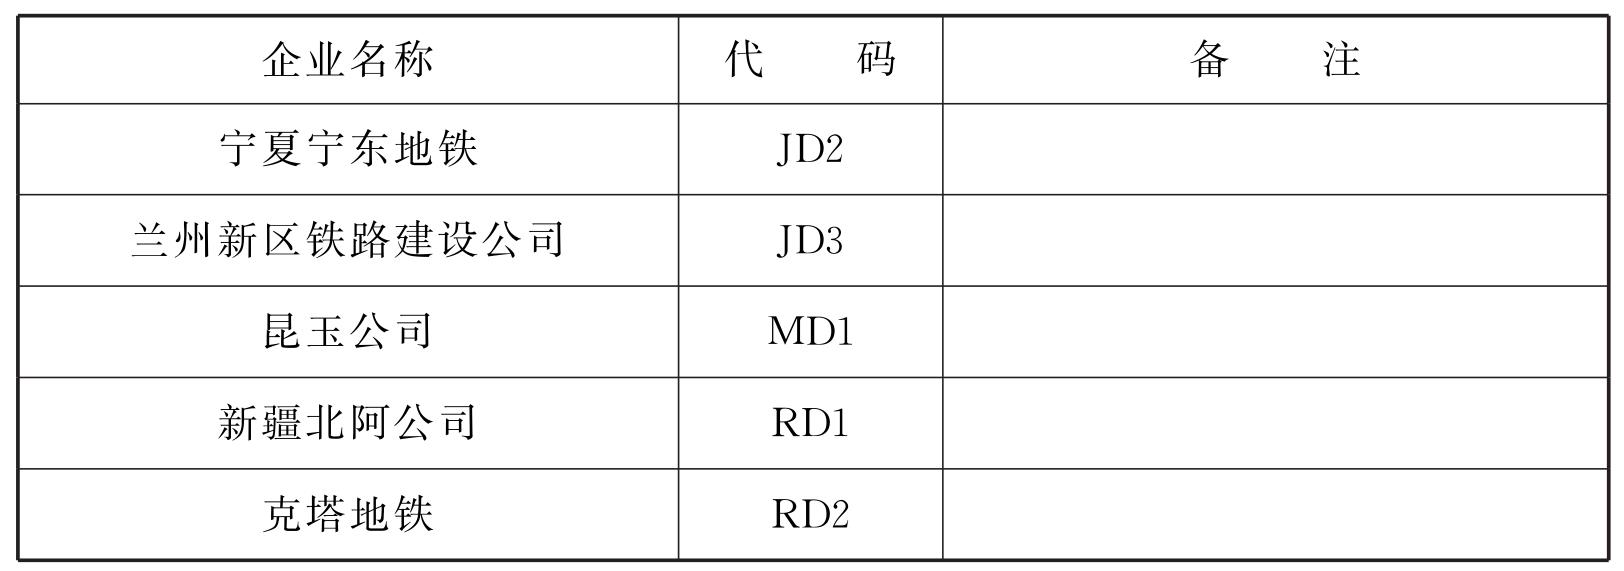 企业名称 代 码 备 注
宁夏宁东地铁 JD2
兰州新区铁路建设公司 JD3
昆玉公司 MD1
新疆北阿公司 RD1
克塔地铁 RD2